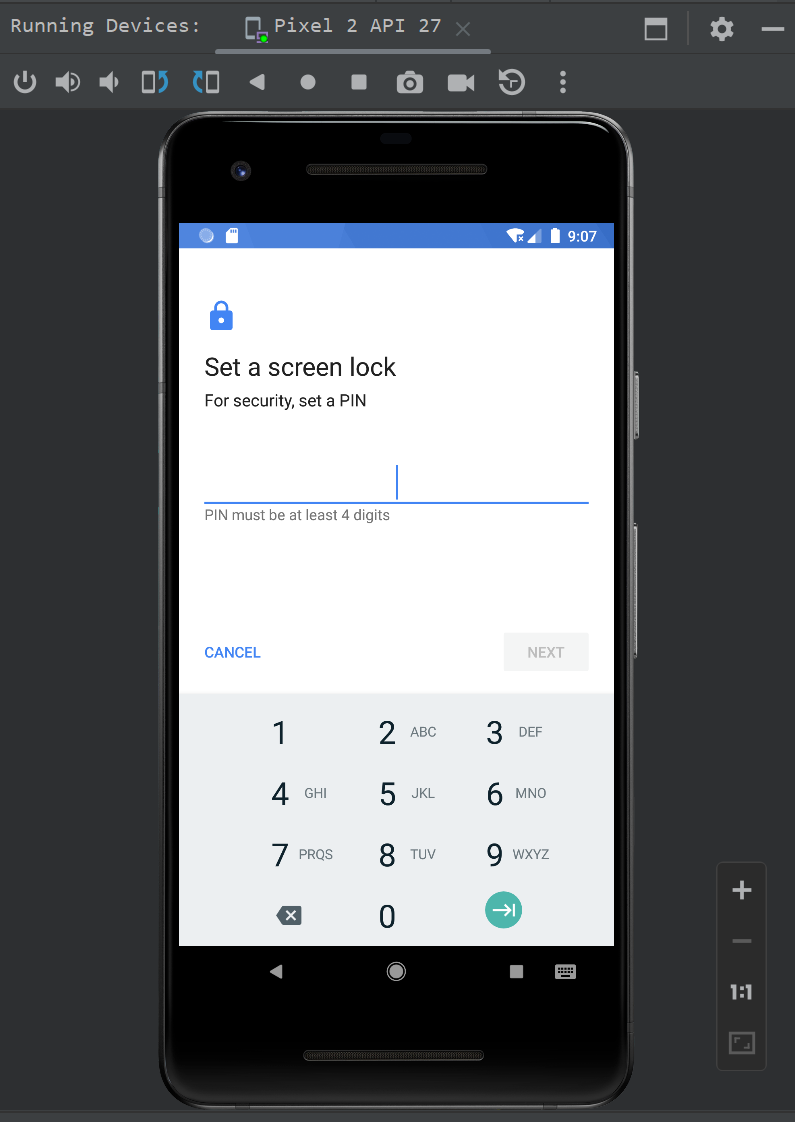 Running Devices: Pixel 2 API 27
9:07
Set a screen lock
For security, set a PIN
PIN must be at least 4 digits
CANCEL NEXT
1 2 ABC 3 DEF
4 GHI 5 JKL 6 MNO
7 PRQS 8 TUV 9 WXYZ
0
1:1